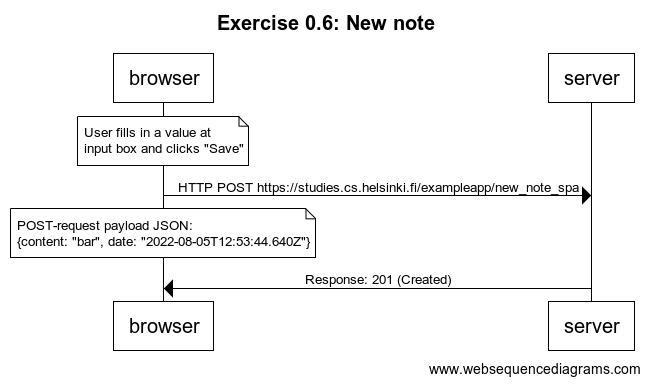 Exercise 0.6: New note
browser
server
User fills in a value at
input box and clicks "Save"
HTTP POST https://studies.cs.helsinki.fi/exampleapp/new_note_spa
POST-request payload JSON:
{content: "bar", date: "2022-08-05T12:53:44.640Z"}
Response: 201 (Created)
browser
server
www.websequencediagrams.com